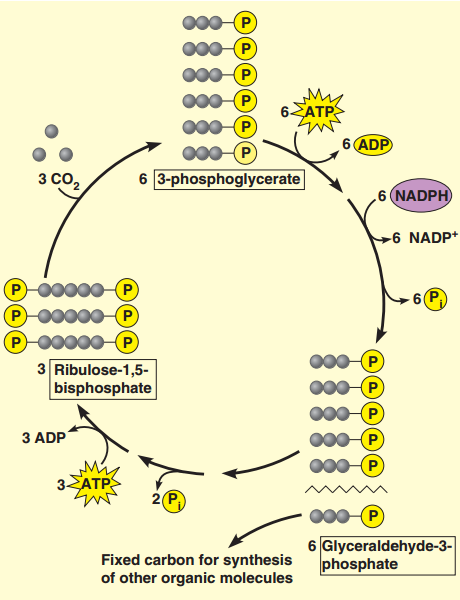 P
P
P
P
P
P
6 3-phosphoglycerate
6 ATP
6 ADP
6 NADPH
6 NADP+
6 Pi
3 CO2
P P
P P
P P
3 Ribulose-1,5-
bisphosphate
3 ADP
3 ATP
2 Pi
P
P
P
P
P
P
6 Glyceraldehyde-3-
phosphate
Fixed carbon for synthesis
of other organic molecules